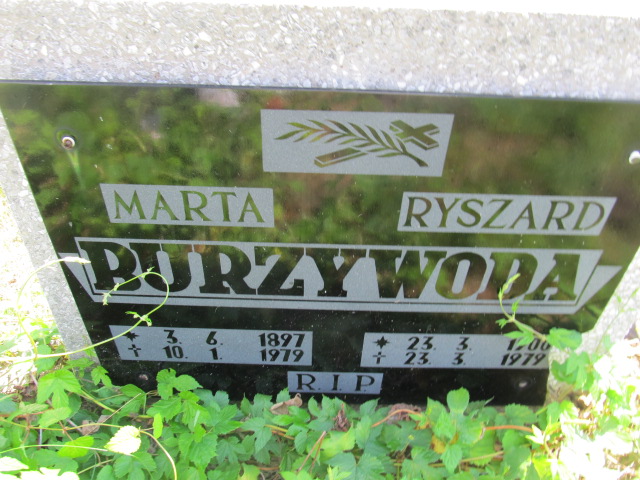 MARTA RYSZARD
BURZYWODA
* 3. 6. 1897 * 23. 3.
† 10. 1. 1979 † 23. 3 1979
R.I.P